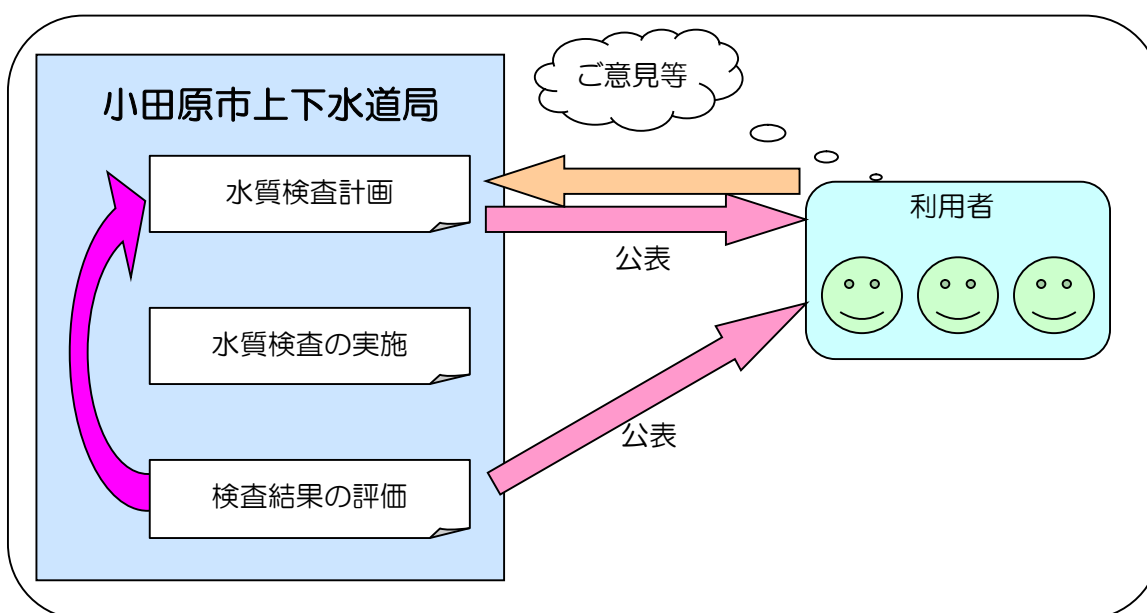 ご意見等
小田原市上下水道局
水質検査計画
利用者
公表
水質検査の実施
公表
検査結果の評価